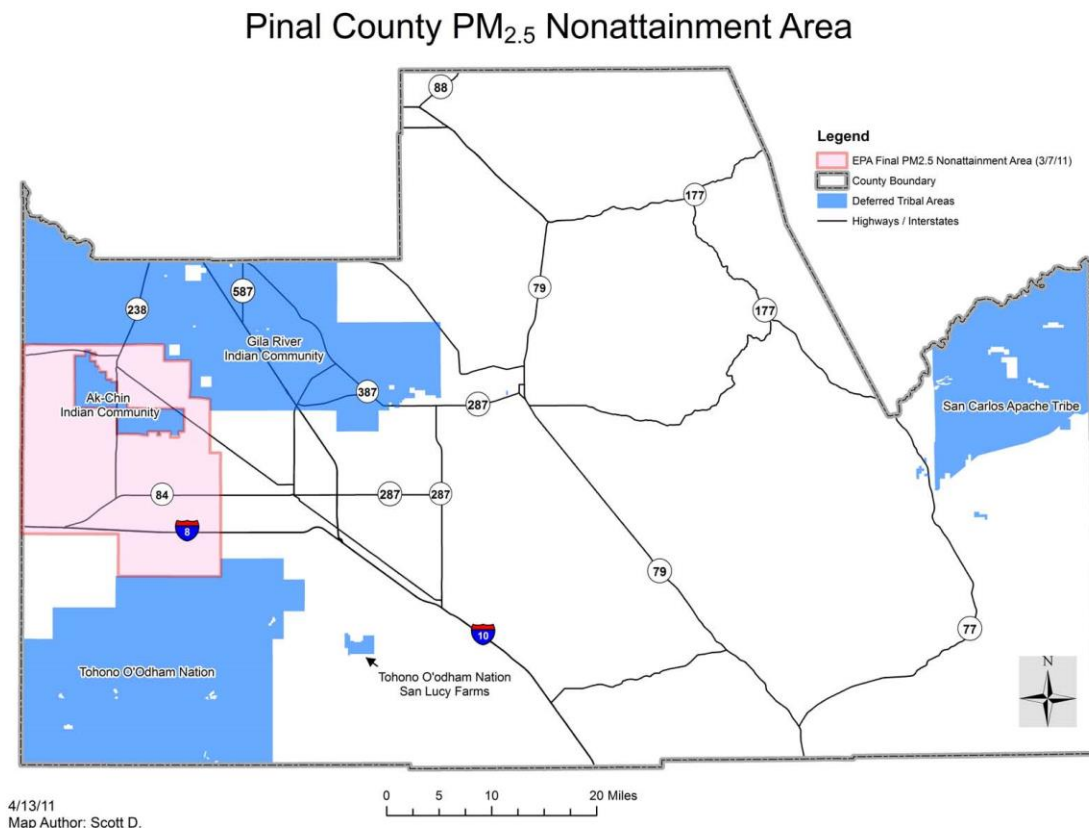 Pinal County PM2.5 Nonattainment Area
88
Legend
EPA Final PM2.5 Nonattainment Area (3/7/11)
County Boundary
Deferred Tribal Areas
Highways / Interstates
177
79
177
587
238
Gila River
Indian Community
387
287
Ak-Chin
Indian Community
San Carlos Apache Tribe
84
287
287
8
79
10
77
Tohono O'Odham Nation
Tohono O'odham Nation
San Lucy Farms
N
4/13/11
Map Author: Scott D.
0 5 10 20 Miles